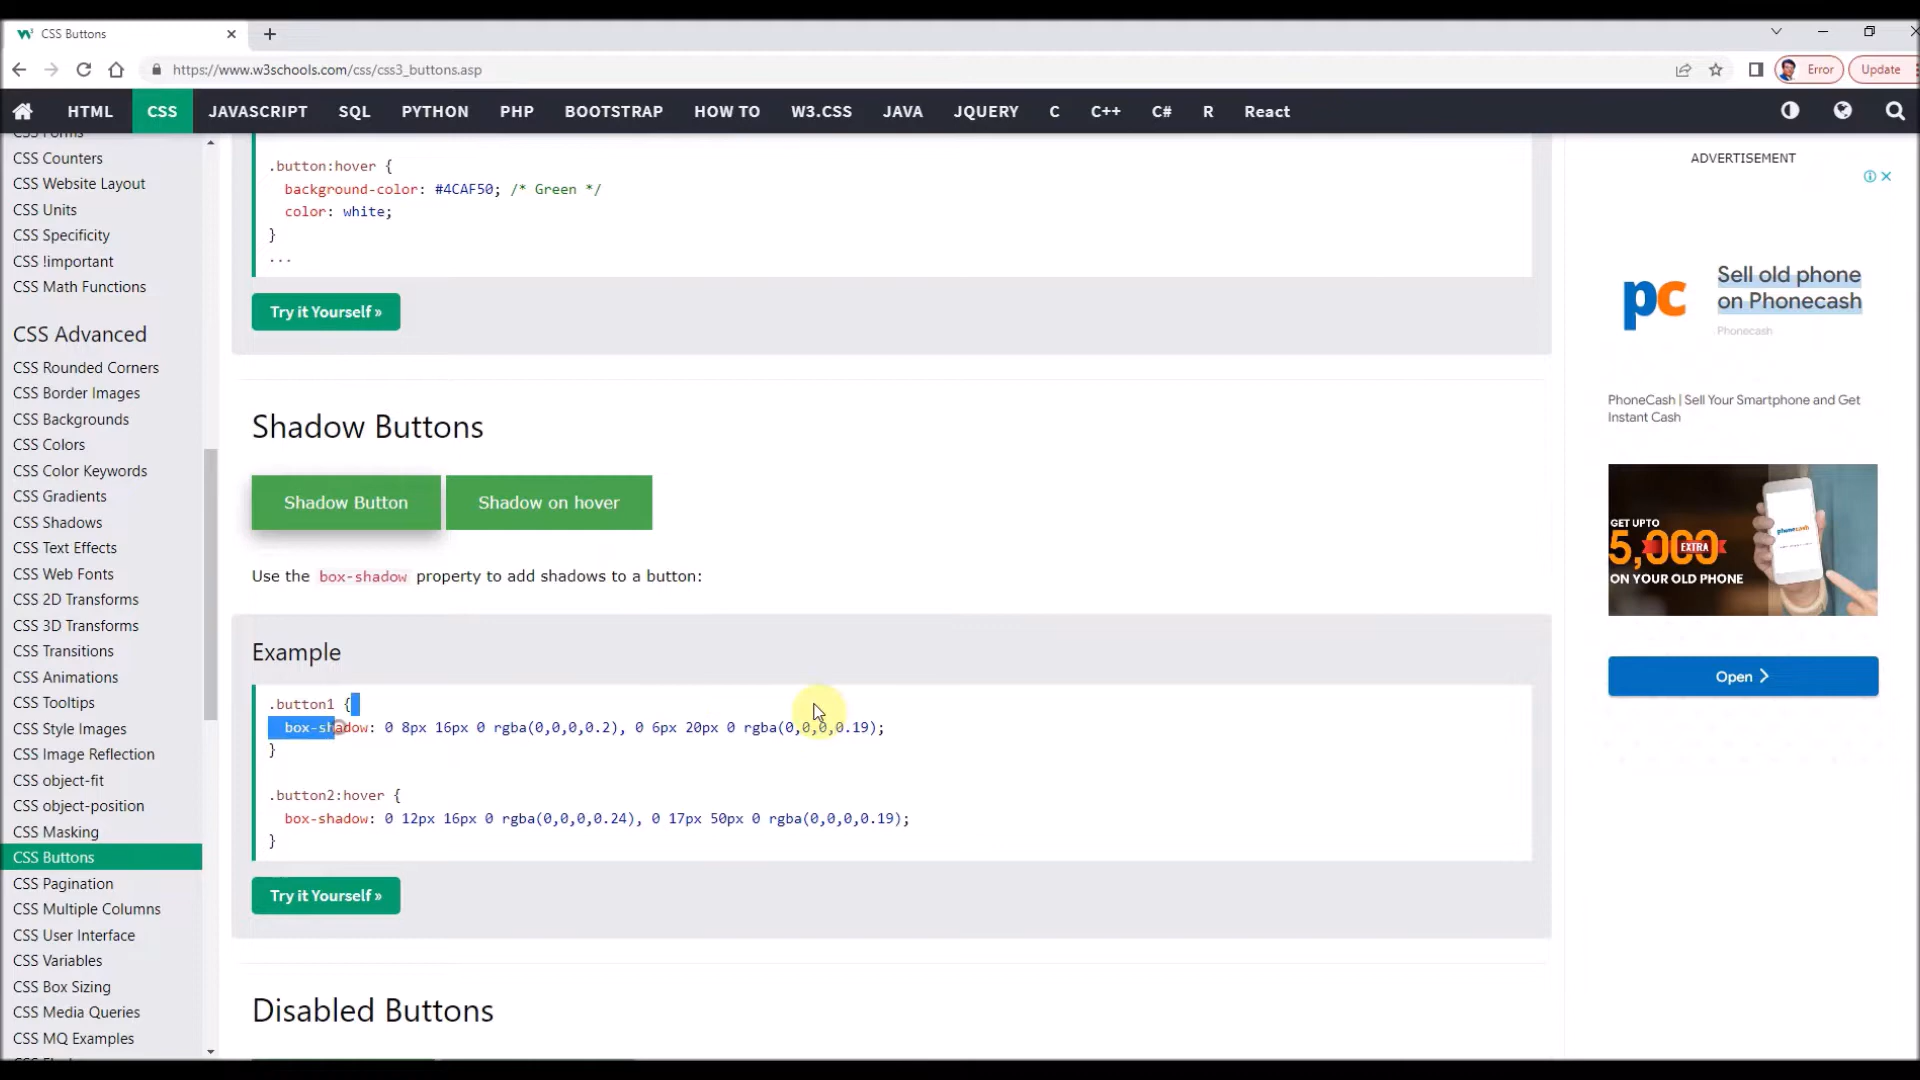 CSS Buttons
https://www.w3schools.com/css/css3_buttons.asp
Error
Update
HTML
CSS
JAVASCRIPT
SQL
PYTHON
PHP
BOOTSTRAP
HOW TO
W3.CSS
JAVA
JQUERY
C
C++
C#
R
React
CSS Forms
CSS Counters
CSS Website Layout
CSS Units
CSS Specificity
CSS !important
CSS Math Functions
CSS Advanced
CSS Rounded Corners
CSS Border Images
CSS Backgrounds
CSS Colors
CSS Color Keywords
CSS Gradients
CSS Shadows
CSS Text Effects
CSS Web Fonts
CSS 2D Transforms
CSS 3D Transforms
CSS Transitions
CSS Animations
CSS Tooltips
CSS Style Images
CSS Image Reflection
CSS object-fit
CSS object-position
CSS Masking
CSS Buttons
CSS Pagination
CSS Multiple Columns
CSS User Interface
CSS Variables
CSS Box Sizing
CSS Media Queries
CSS MQ Examples
.button:hover {
background-color: #4CAF50; /* Green */
color: white;
}
...
Try it Yourself »
Shadow Buttons
Shadow Button
Shadow on hover
Use the box-shadow property to add shadows to a button:
Example
.button1 {
box-shadow: 0 8px 16px 0 rgba(0,0,0,0.2), 0 6px 20px 0 rgba(0,0,0,0.19);
}
.button2:hover {
box-shadow: 0 12px 16px 0 rgba(0,0,0,0.24), 0 17px 50px 0 rgba(0,0,0,0.19);
}
Try it Yourself »
Disabled Buttons
ADVERTISEMENT
pc
Sell old phone
on Phonecash
Phonecash
PhoneCash | Sell Your Smartphone and Get
Instant Cash
GET UPTO
5,000
EXTRA
ON YOUR OLD PHONE
phonecash
Open